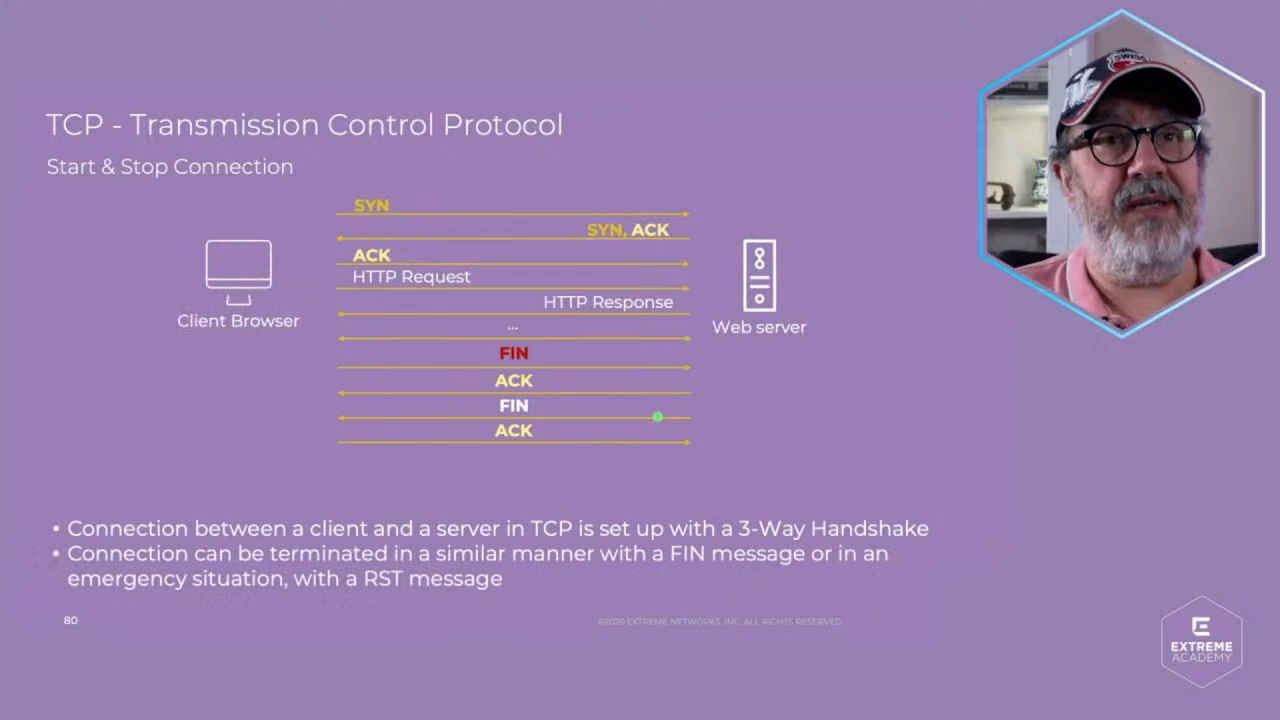 TCP - Transmission Control Protocol
Start & Stop Connection
SYN
SYN, ACK
ACK
HTTP Request
HTTP Response
...
FIN
ACK
FIN
ACK
Client Browser
Web server
• Connection between a client and a server in TCP is set up with a 3-Way Handshake
• Connection can be terminated in a similar manner with a FIN message or in an
emergency situation, with a RST message
80
©2020 EXTREME NETWORKS, INC. ALL RIGHTS RESERVED.
E
EXTREME
ACADEMY